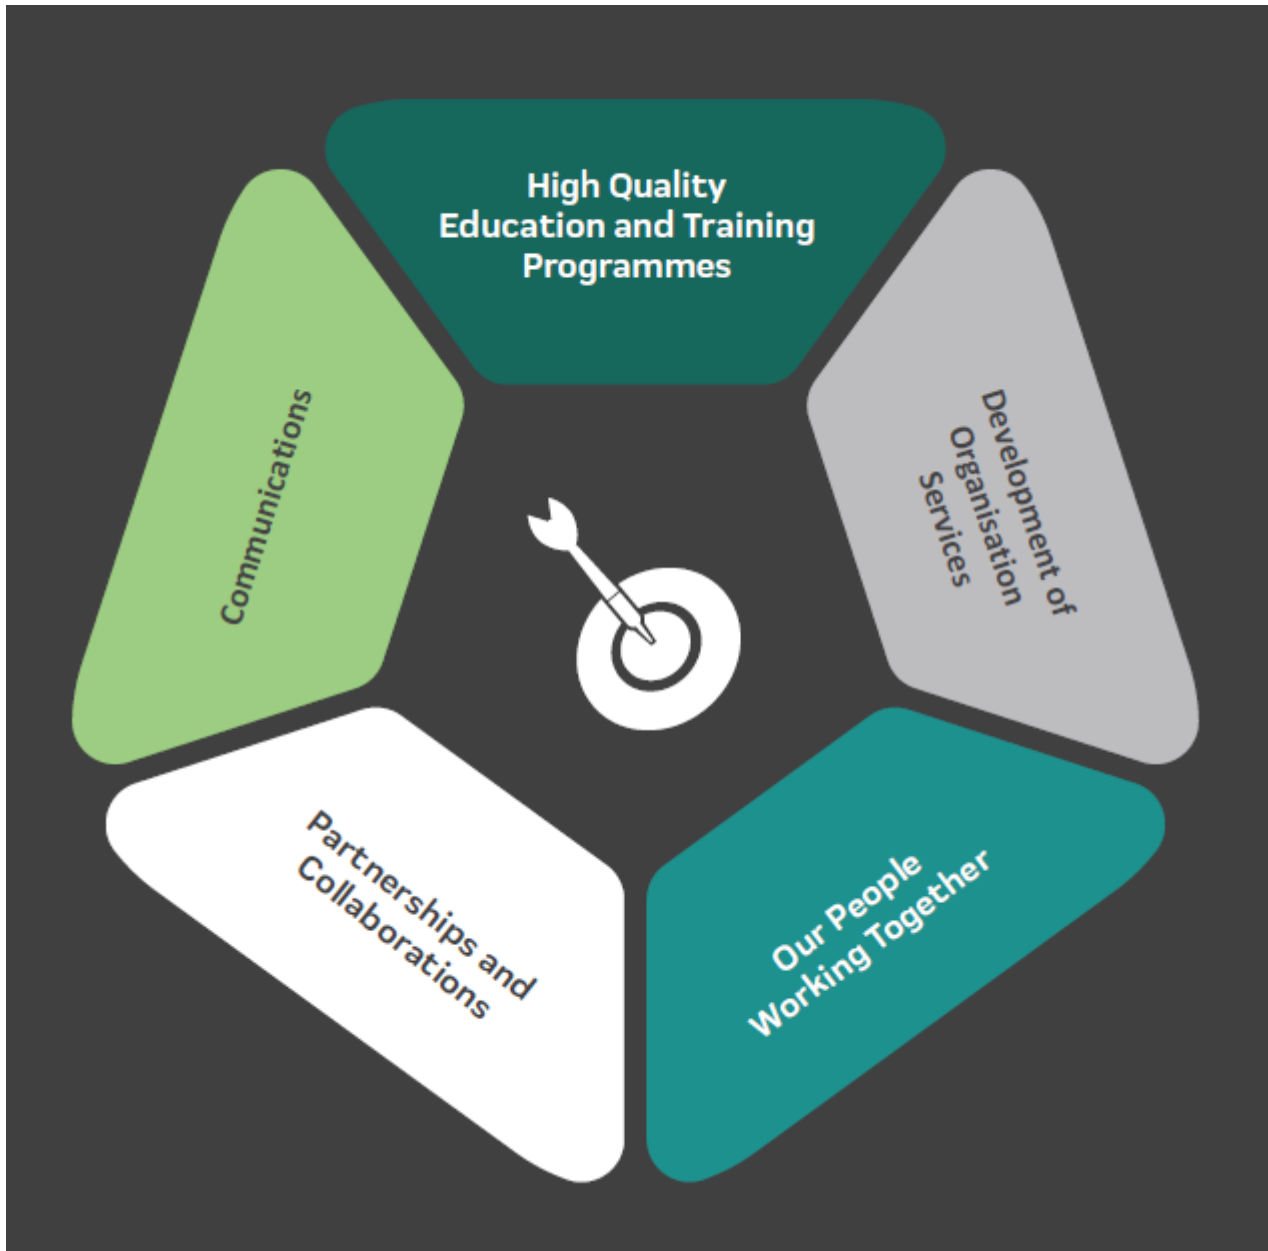 High Quality
Education and Training
Programmes
Development of
Organisation
Services
Our People
Working Together
Partnerships and
Collaborations
Communications